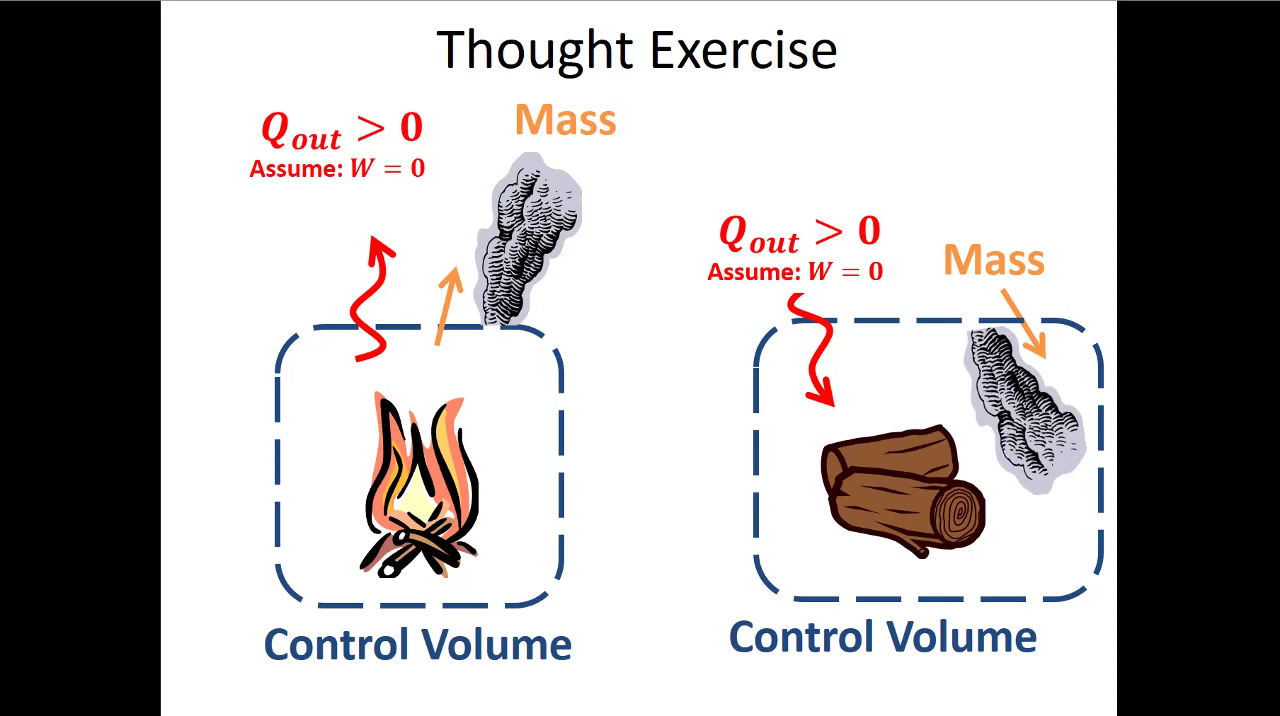 Thought Exercise
Q_out > 0
Assume: W = 0
Mass
Control Volume
Q_out > 0
Assume: W = 0
Mass
Control Volume